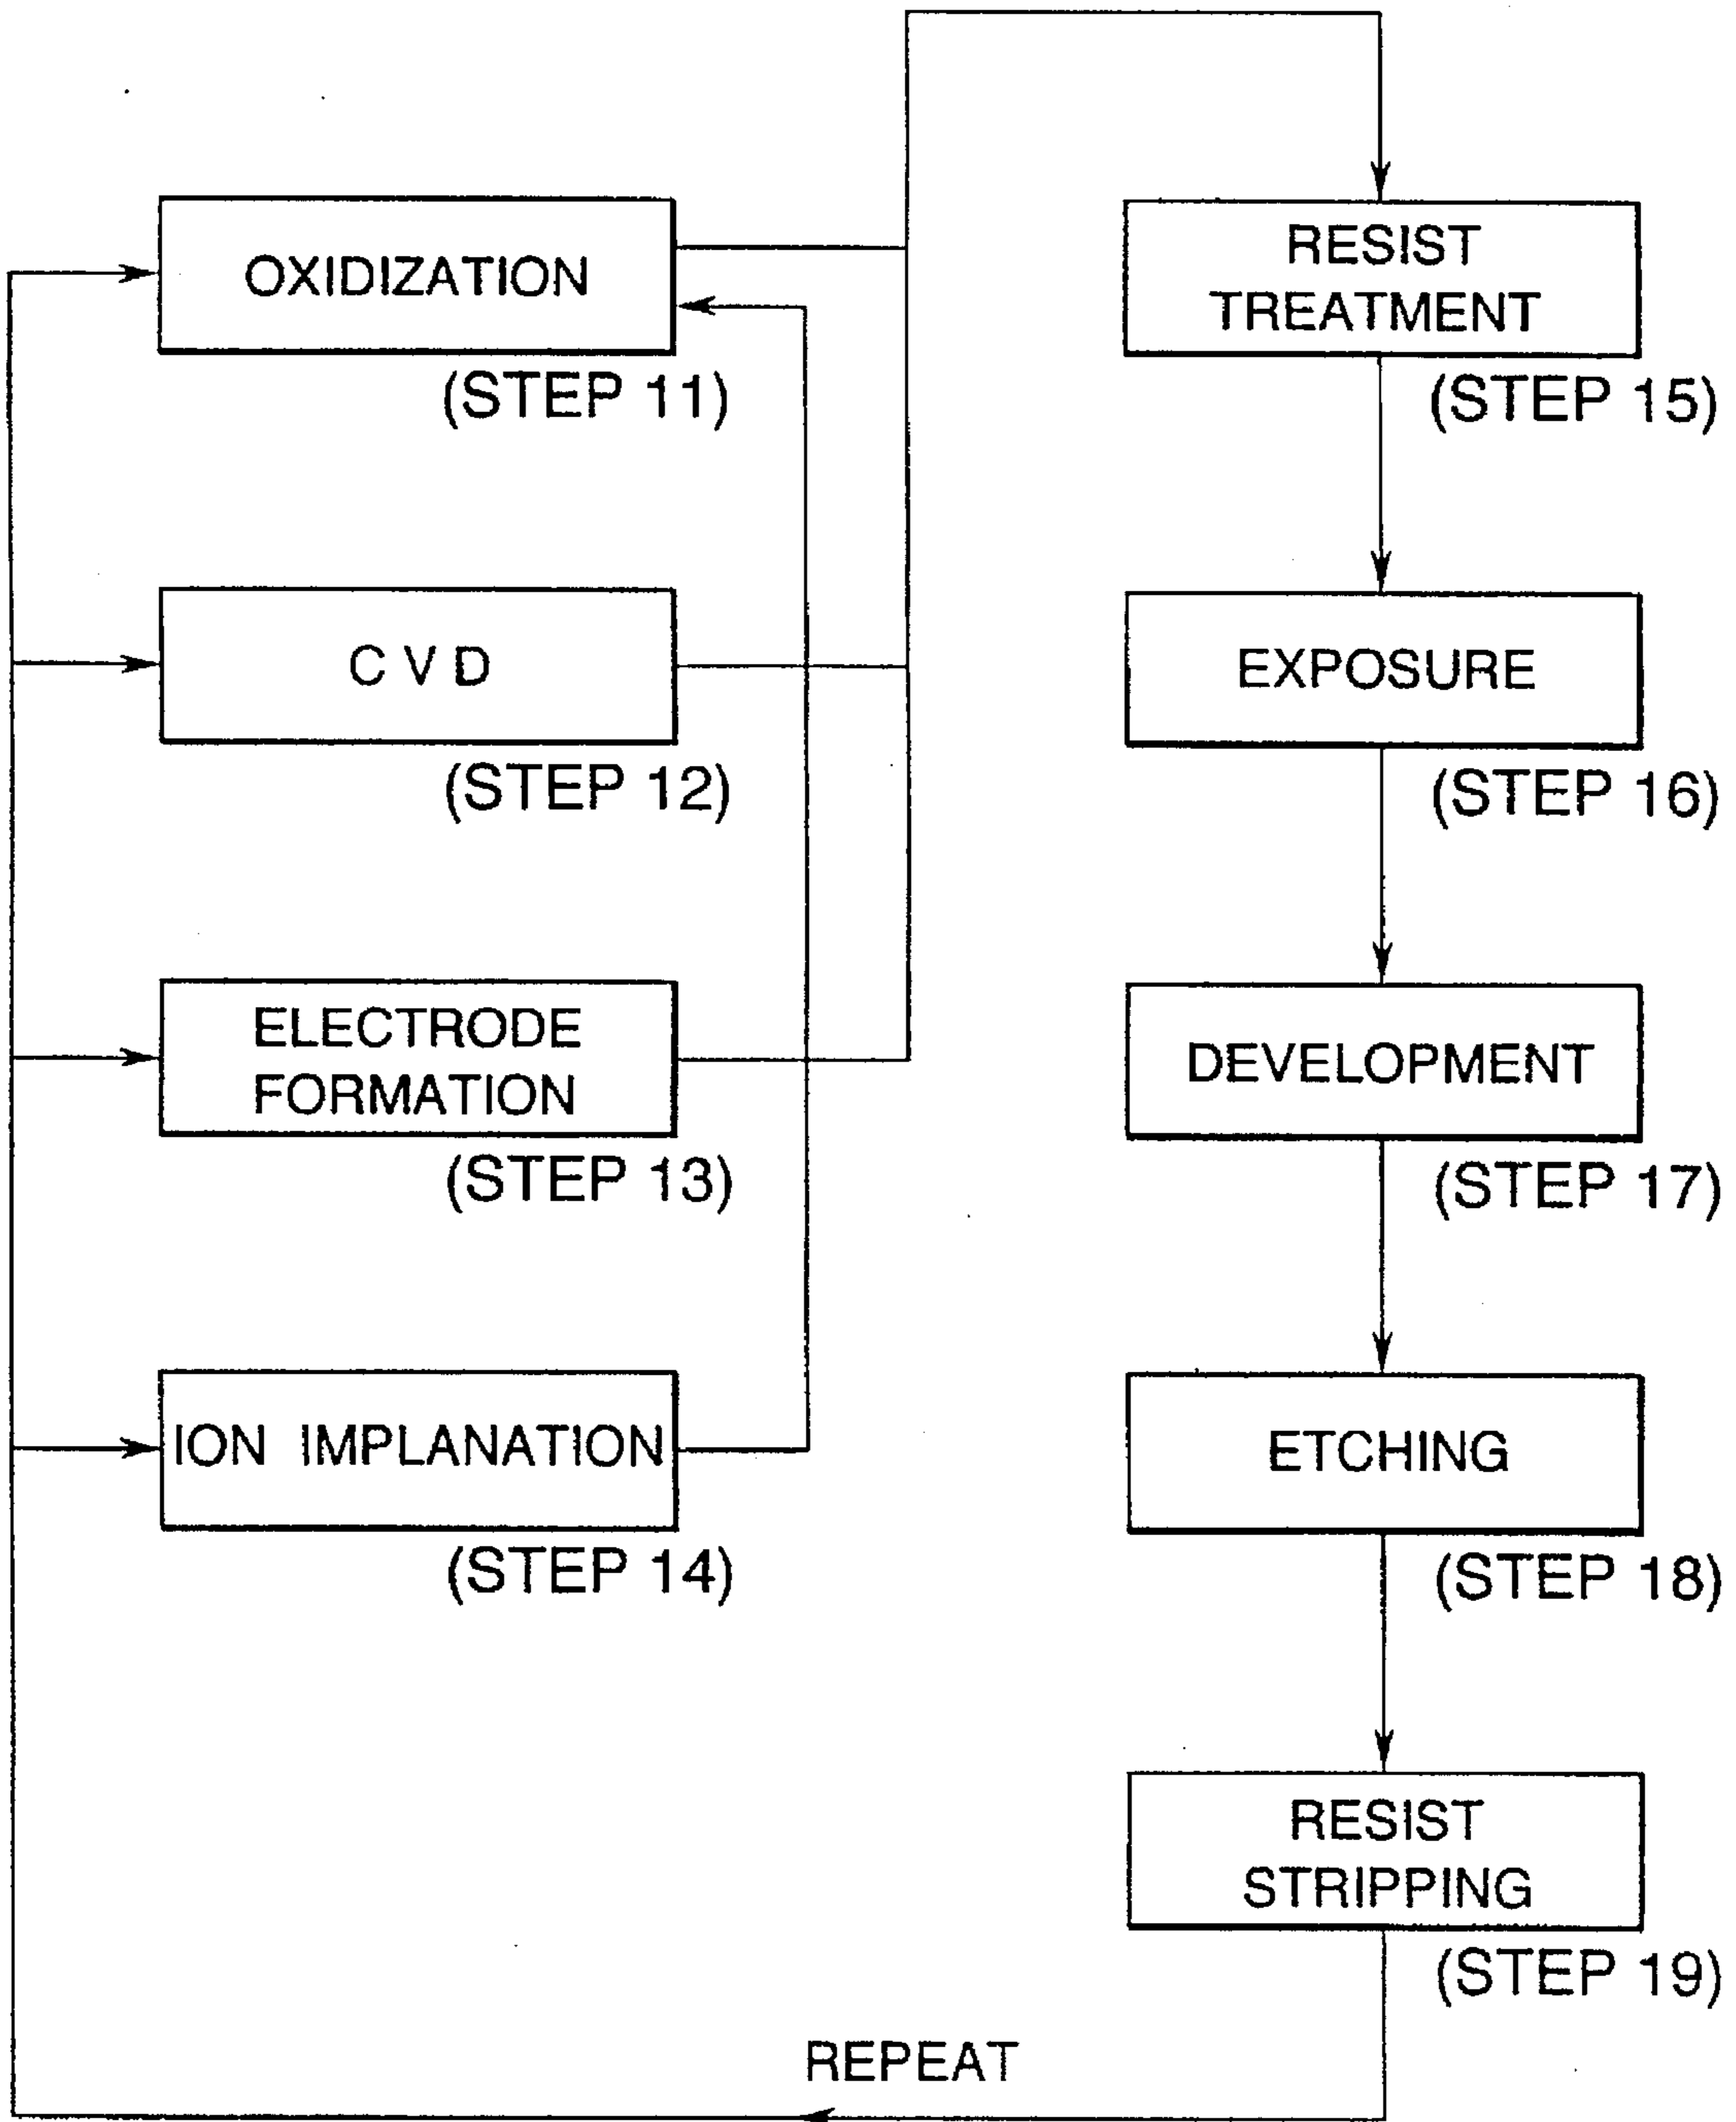 OXIDIZATION
(STEP 11)
C V D
(STEP 12)
ELECTRODE
FORMATION
(STEP 13)
ION IMPLANATION
(STEP 14)
RESIST
TREATMENT
(STEP 15)
EXPOSURE
(STEP 16)
DEVELOPMENT
(STEP 17)
ETCHING
(STEP 18)
RESIST
STRIPPING
(STEP 19)
REPEAT